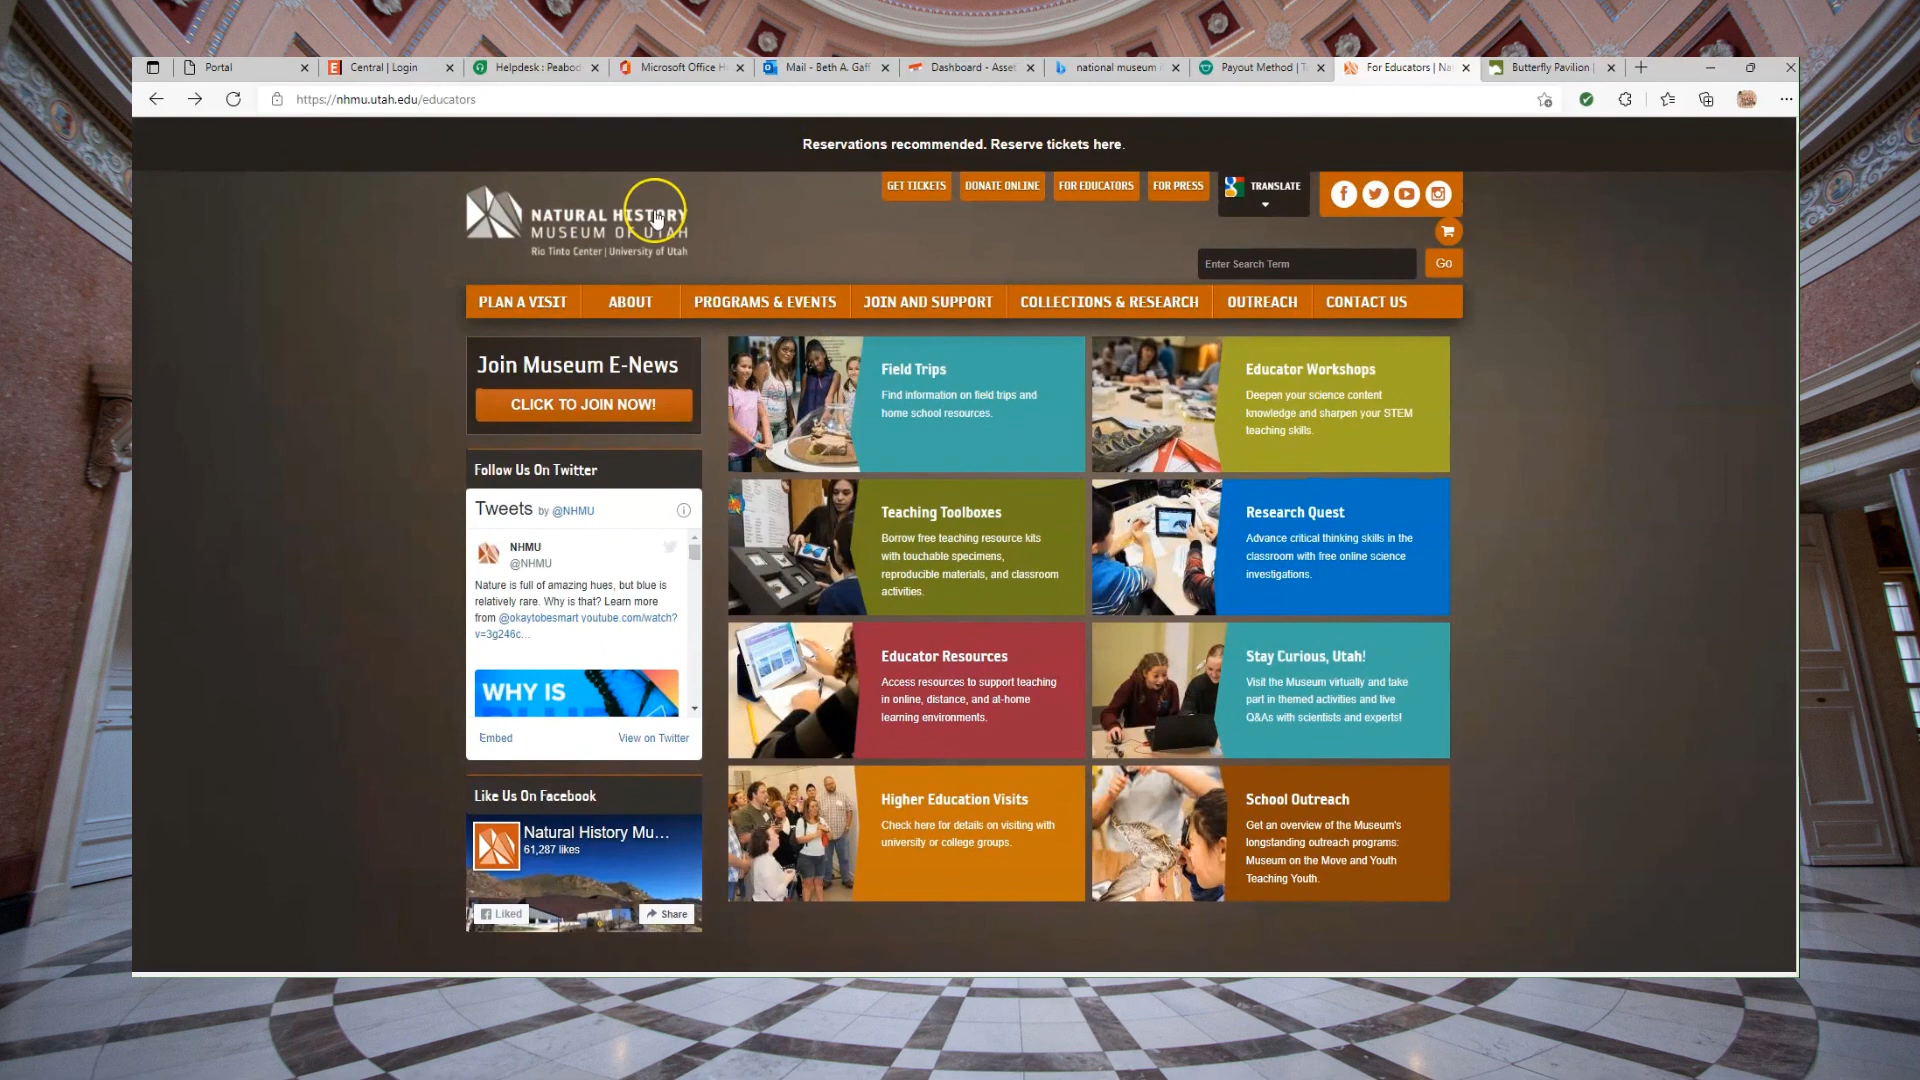 Portal
Central | Login
Helpdesk : Peabod
Microsoft Office H
Mail - Beth A. Gaff
Dashboard - Asset
national museum
Payout Method | T
For Educators | Na
Butterfly Pavilion |
https://nhmu.utah.edu/educators
Reservations recommended. Reserve tickets here.
GET TICKETS
DONATE ONLINE
FOR EDUCATORS
FOR PRESS
TRANSLATE
NATURAL HISTORY
MUSEUM OF UTAH
Rio Tinto Center | University of Utah
Enter Search Term
Go
PLAN A VISIT
ABOUT
PROGRAMS & EVENTS
JOIN AND SUPPORT
COLLECTIONS & RESEARCH
OUTREACH
CONTACT US
Join Museum E-News
CLICK TO JOIN NOW!
Follow Us On Twitter
Tweets by @NHMU
NHMU
@NHMU
Nature is full of amazing hues, but blue is
relatively rare. Why is that? Learn more
from @okaytobesmart youtube.com/watch?
v=3g246c...
WHY IS
Embed
View on Twitter
Like Us On Facebook
Natural History Mu...
61,287 likes
Liked
Share
Field Trips
Find information on field trips and
home school resources.
Educator Workshops
Deepen your science content
knowledge and sharpen your STEM
teaching skills.
Teaching Toolboxes
Borrow free teaching resource kits
with touchable specimens,
reproducible materials, and classroom
activities.
Research Quest
Advance critical thinking skills in the
classroom with free online science
investigations.
Educator Resources
Access resources to support teaching
in online, distance, and at-home
learning environments.
Stay Curious, Utah!
Visit the Museum virtually and take
part in themed activities and live
Q&As with scientists and experts!
Higher Education Visits
Check here for details on visiting with
university or college groups.
School Outreach
Get an overview of the Museum's
longstanding outreach programs:
Museum on the Move and Youth
Teaching Youth.